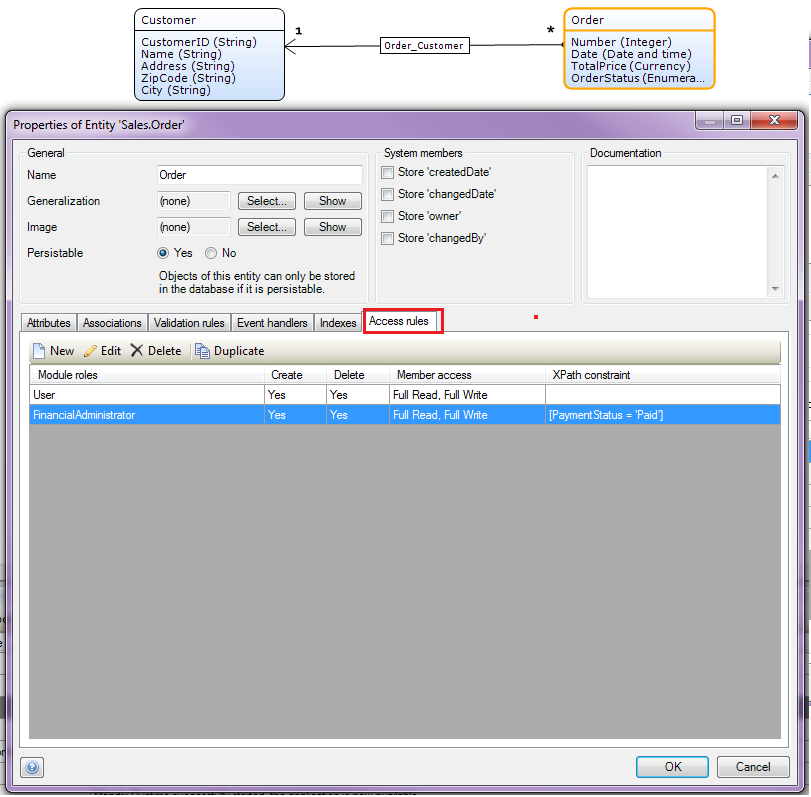 Customer
CustomerID (String)
Name (String)
Address (String)
ZipCode (String)
City (String)
1
Order_Customer
*
Order
Number (Integer)
Date (Date and time)
TotalPrice (Currency)
OrderStatus (Enumera...
Properties of Entity 'Sales.Order'
General
Name
Order
Generalization
(none)
Select...
Show
Image
(none)
Select...
Show
Persistable
Yes
No
Objects of this entity can only be stored
in the database if it is persistable.
System members
Store 'createdDate'
Store 'changedDate'
Store 'owner'
Store 'changedBy'
Documentation
Attributes
Associations
Validation rules
Event handlers
Indexes
Access rules
New
Edit
Delete
Duplicate
Module roles Create Delete Member access XPath constraint
User Yes Yes Full Read, Full Write
FinancialAdministrator Yes Yes Full Read, Full Write [PaymentStatus = 'Paid']
OK
Cancel